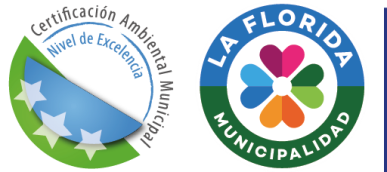 Certificación Ambiental Municipal
Nivel de Excelencia
LA FLORIDA
MUNICIPALIDAD